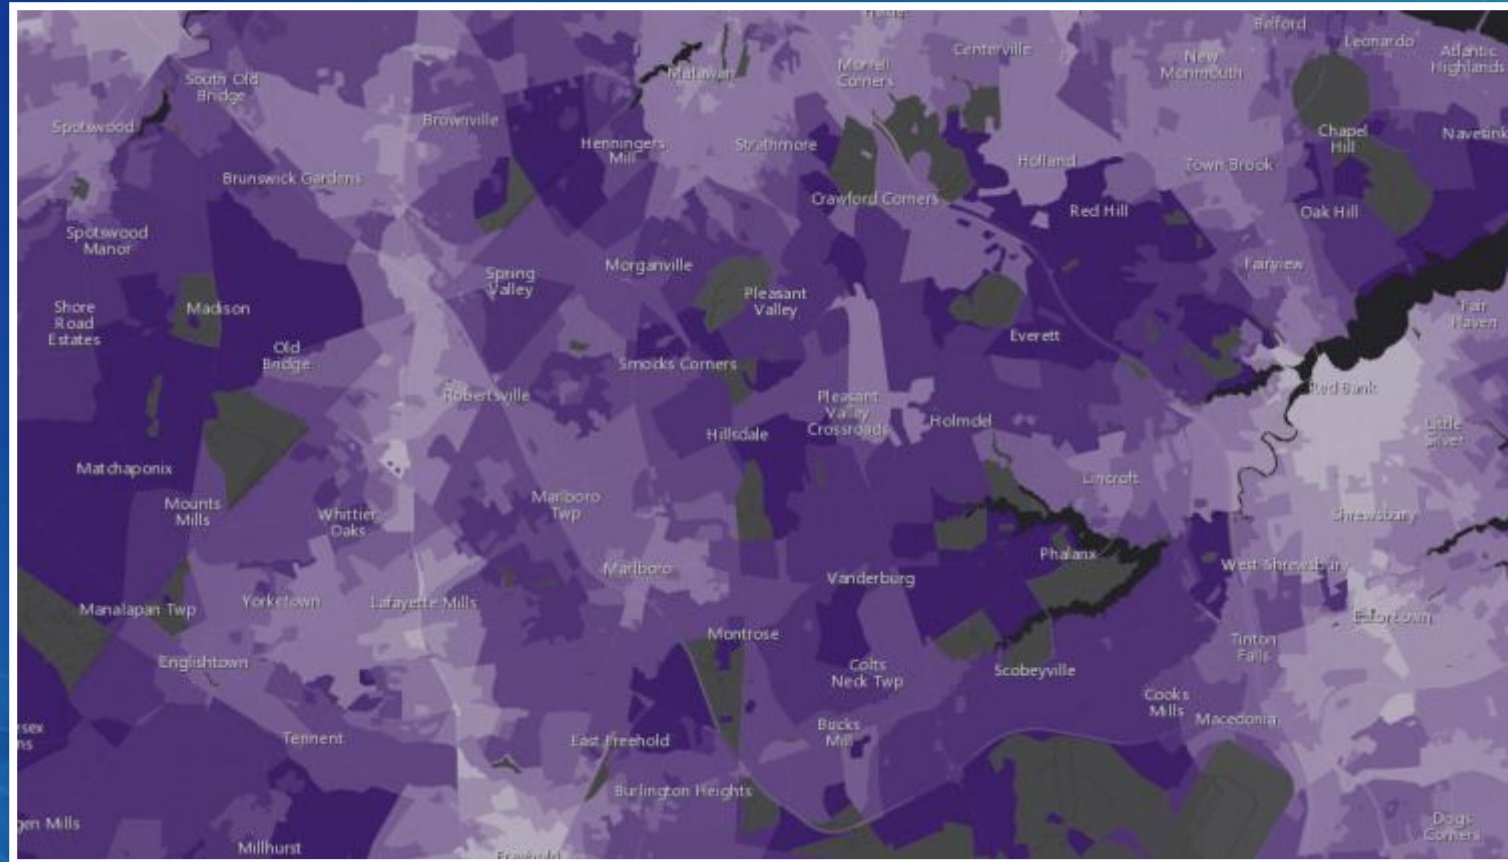 Belford
Leonardo
Centerville
Atlantic
Highlands
Morrell
Corners
New
Monmouth
Matawan
South Old
Bridge
Brownville
Spotswood
Chapel
Hill
Navesink
Henningers
Mill
Strathmore
Holland
Town Brook
Brunswick Gardens
Crawford Corners
Red Hill
Oak Hill
Spotswood
Manor
Morganville
Fairview
Spring
Valley
Pleasant
Valley
Shore
Road
Estates
Madison
Fair
Haven
Everett
Old
Bridge
Smocks Corners
Red Bank
Robertsville
Pleasant
Valley
Crossroads
Holmdel
Hillsdale
Little
Silver
Matchaponix
Lincroft
Marlboro
Twp
Mounts
Mills
Whittier
Oaks
Shrewsbury
Phalanx
Marlboro
Vanderburg
West Shrewsbury
Manalapan Twp
Yorketown
Lafayette Mills
Eatontown
Montrose
Tinton
Falls
Englishtown
Colts
Neck Twp
Scobeyville
Cooks
Mills
Macedonia
sex
ns
Tennent
East Freehold
Bucks
Mill
Burlington Heights
gen Mills
Dogs
Corners
Millhurst
Freehold